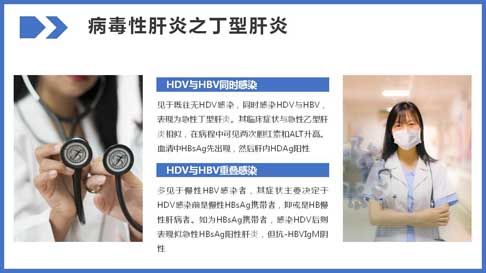 病毒性肝炎之丁型肝炎
HDV与HBV同时感染
见于既往无HDV感染，同时感染HDV与HBV，
表现为急性丁型肝炎。其临床症状与急性乙型肝
炎相似，在病程中可见两次胆红素和ALT升高。
血清中HBsAg先出现，然后肝内HDAg阳性
HDV与HBV重叠感染
多见于慢性HBV感染者，其症状主要决定于
HDV感染前是慢性HBsAg携带者，抑或是HB慢
性肝病者。如为HBsAg携带者，感染HDV后则
表现似急性HBsAg阳性肝炎，但抗-HBVIgM阴
性